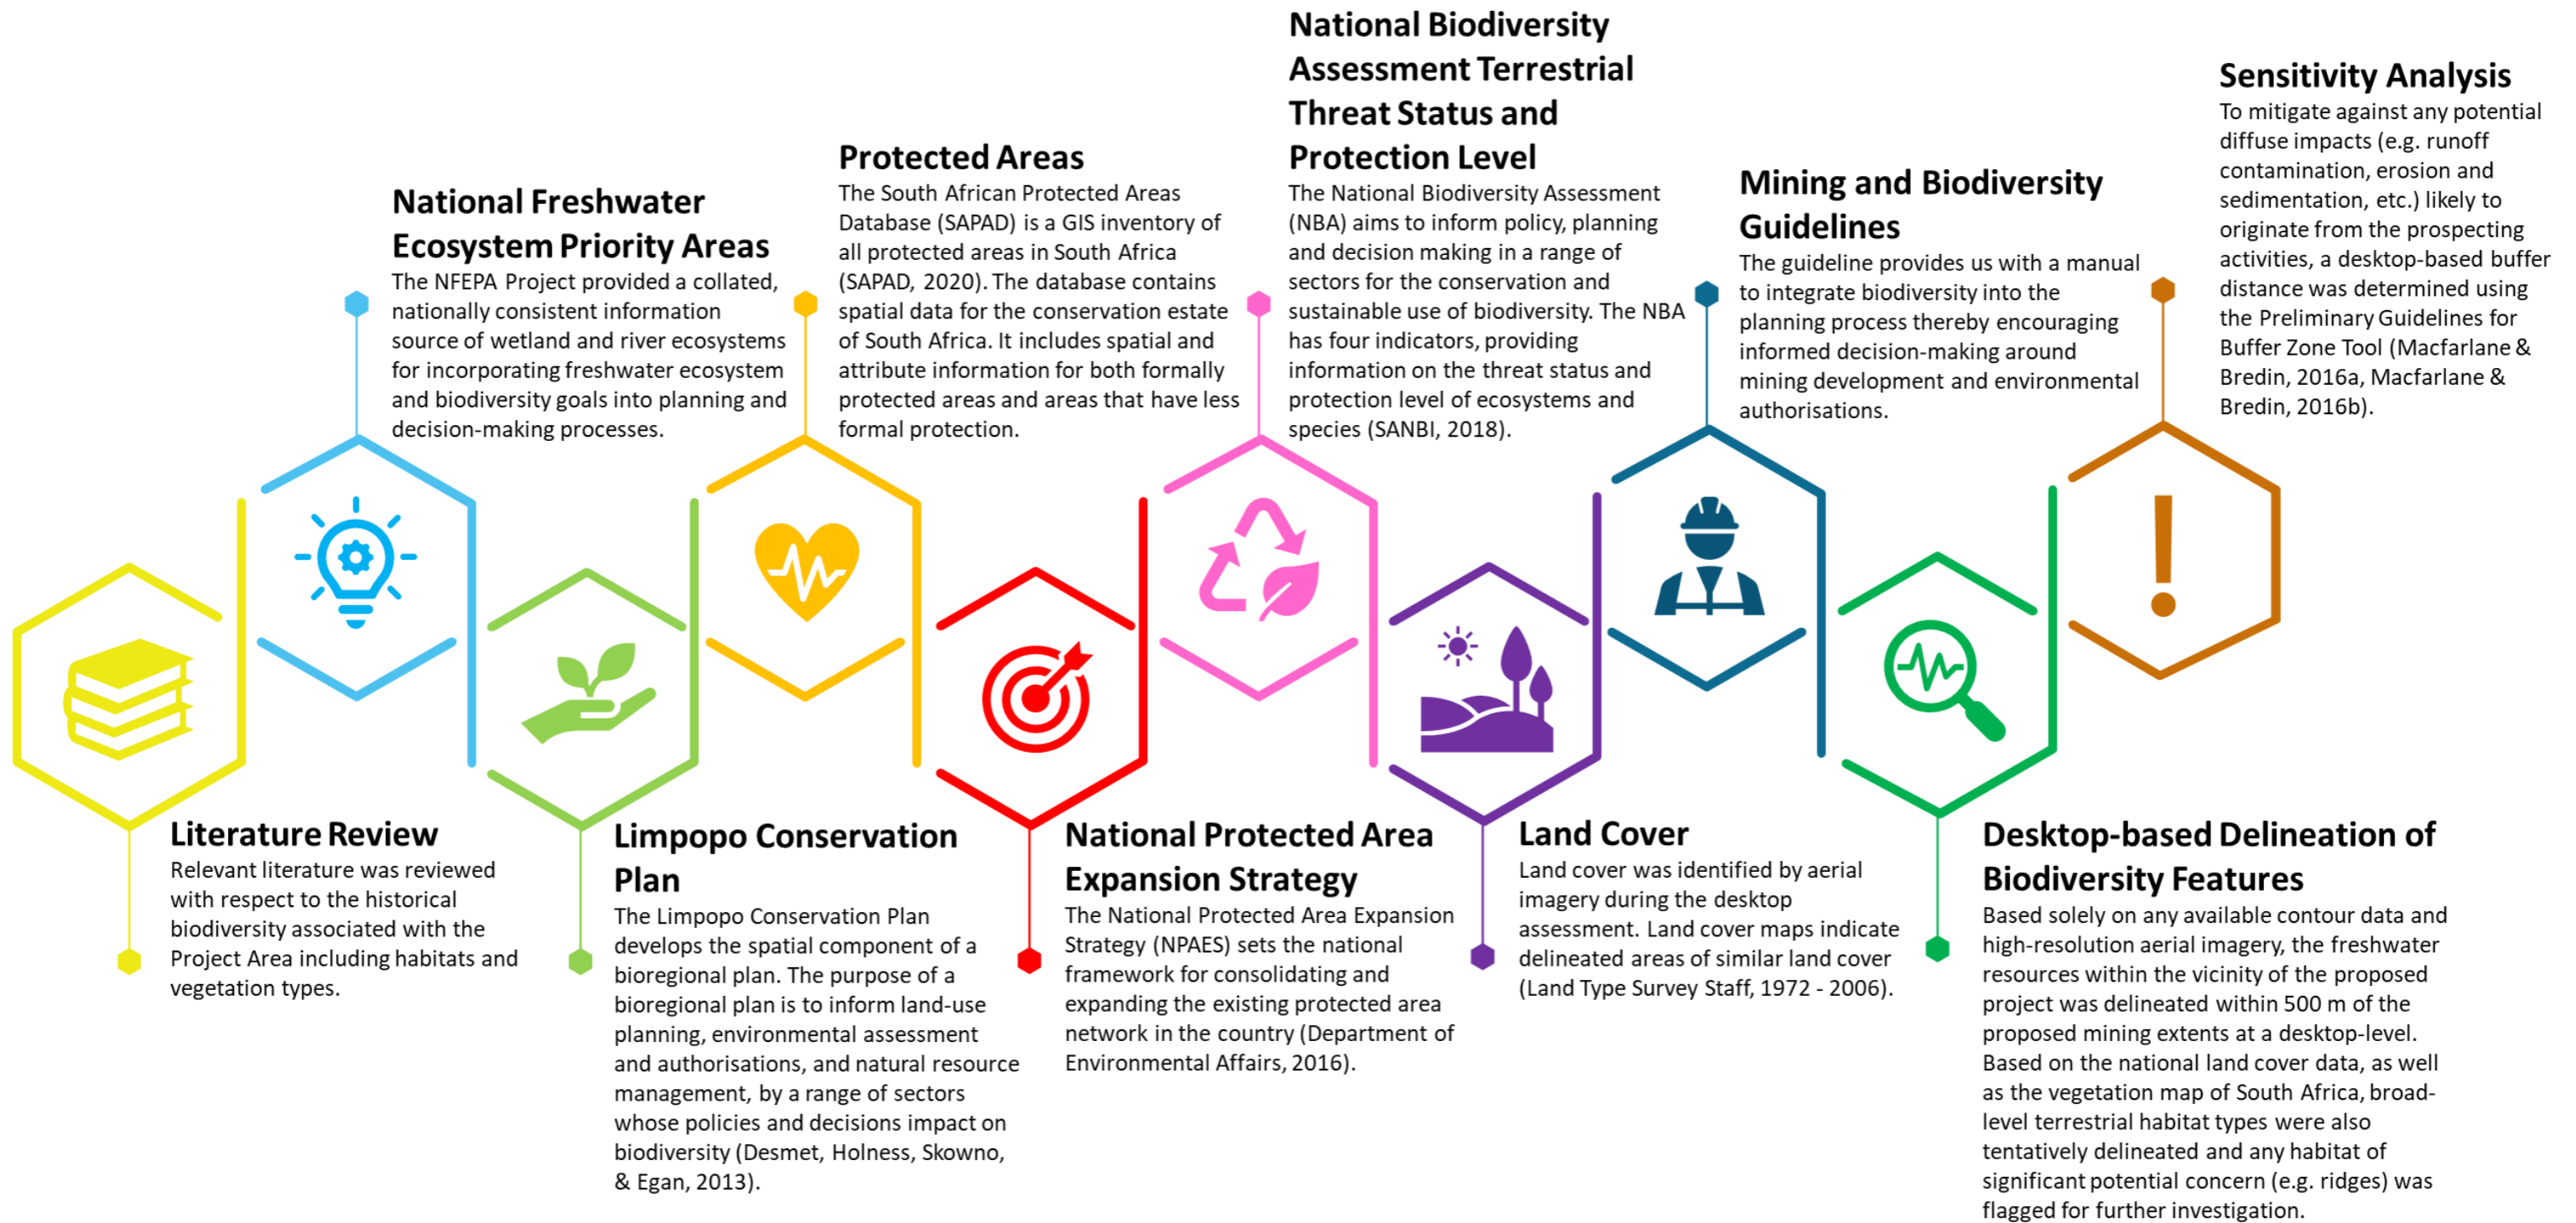 Literature Review
Relevant literature was reviewed
with respect to the historical
biodiversity associated with the
Project Area including habitats and
vegetation types.
National Freshwater
Ecosystem Priority Areas
The NFEPA Project provided a collated,
nationally consistent information
source of wetland and river ecosystems
for incorporating freshwater ecosystem
and biodiversity goals into planning and
decision-making processes.
Limpopo Conservation
Plan
The Limpopo Conservation Plan
develops the spatial component of a
bioregional plan. The purpose of a
bioregional plan is to inform land-use
planning, environmental assessment
and authorisations, and natural resource
management, by a range of sectors
whose policies and decisions impact on
biodiversity (Desmet, Holness, Skowno,
& Egan, 2013).
Protected Areas
The South African Protected Areas
Database (SAPAD) is a GIS inventory of
all protected areas in South Africa
(SAPAD, 2020). The database contains
spatial data for the conservation estate
of South Africa. It includes spatial and
attribute information for both formally
protected areas and areas that have less
formal protection.
National Protected Area
Expansion Strategy
The National Protected Area Expansion
Strategy (NPAES) sets the national
framework for consolidating and
expanding the existing protected area
network in the country (Department of
Environmental Affairs, 2016).
National Biodiversity
Assessment Terrestrial
Threat Status and
Protection Level
The National Biodiversity Assessment
(NBA) aims to inform policy, planning
and decision making in a range of
sectors for the conservation and
sustainable use of biodiversity. The NBA
has four indicators, providing
information on the threat status and
protection level of ecosystems and
species (SANBI, 2018).
Land Cover
Land cover was identified by aerial
imagery during the desktop
assessment. Land cover maps indicate
delineated areas of similar land cover
(Land Type Survey Staff, 1972 - 2006).
Mining and Biodiversity
Guidelines
The guideline provides us with a manual
to integrate biodiversity into the
planning process thereby encouraging
informed decision-making around
mining development and environmental
authorisations.
Desktop-based Delineation of
Biodiversity Features
Based solely on any available contour data and
high-resolution aerial imagery, the freshwater
resources within the vicinity of the proposed
project was delineated within 500 m of the
proposed mining extents at a desktop-level.
Based on the national land cover data, as well
as the vegetation map of South Africa, broad-
level terrestrial habitat types were also
tentatively delineated and any habitat of
significant potential concern (e.g. ridges) was
flagged for further investigation.
Sensitivity Analysis
To mitigate against any potential
diffuse impacts (e.g. runoff
contamination, erosion and
sedimentation, etc.) likely to
originate from the prospecting
activities, a desktop-based buffer
distance was determined using
the Preliminary Guidelines for
Buffer Zone Tool (Macfarlane &
Bredin, 2016a, Macfarlane &
Bredin, 2016b).